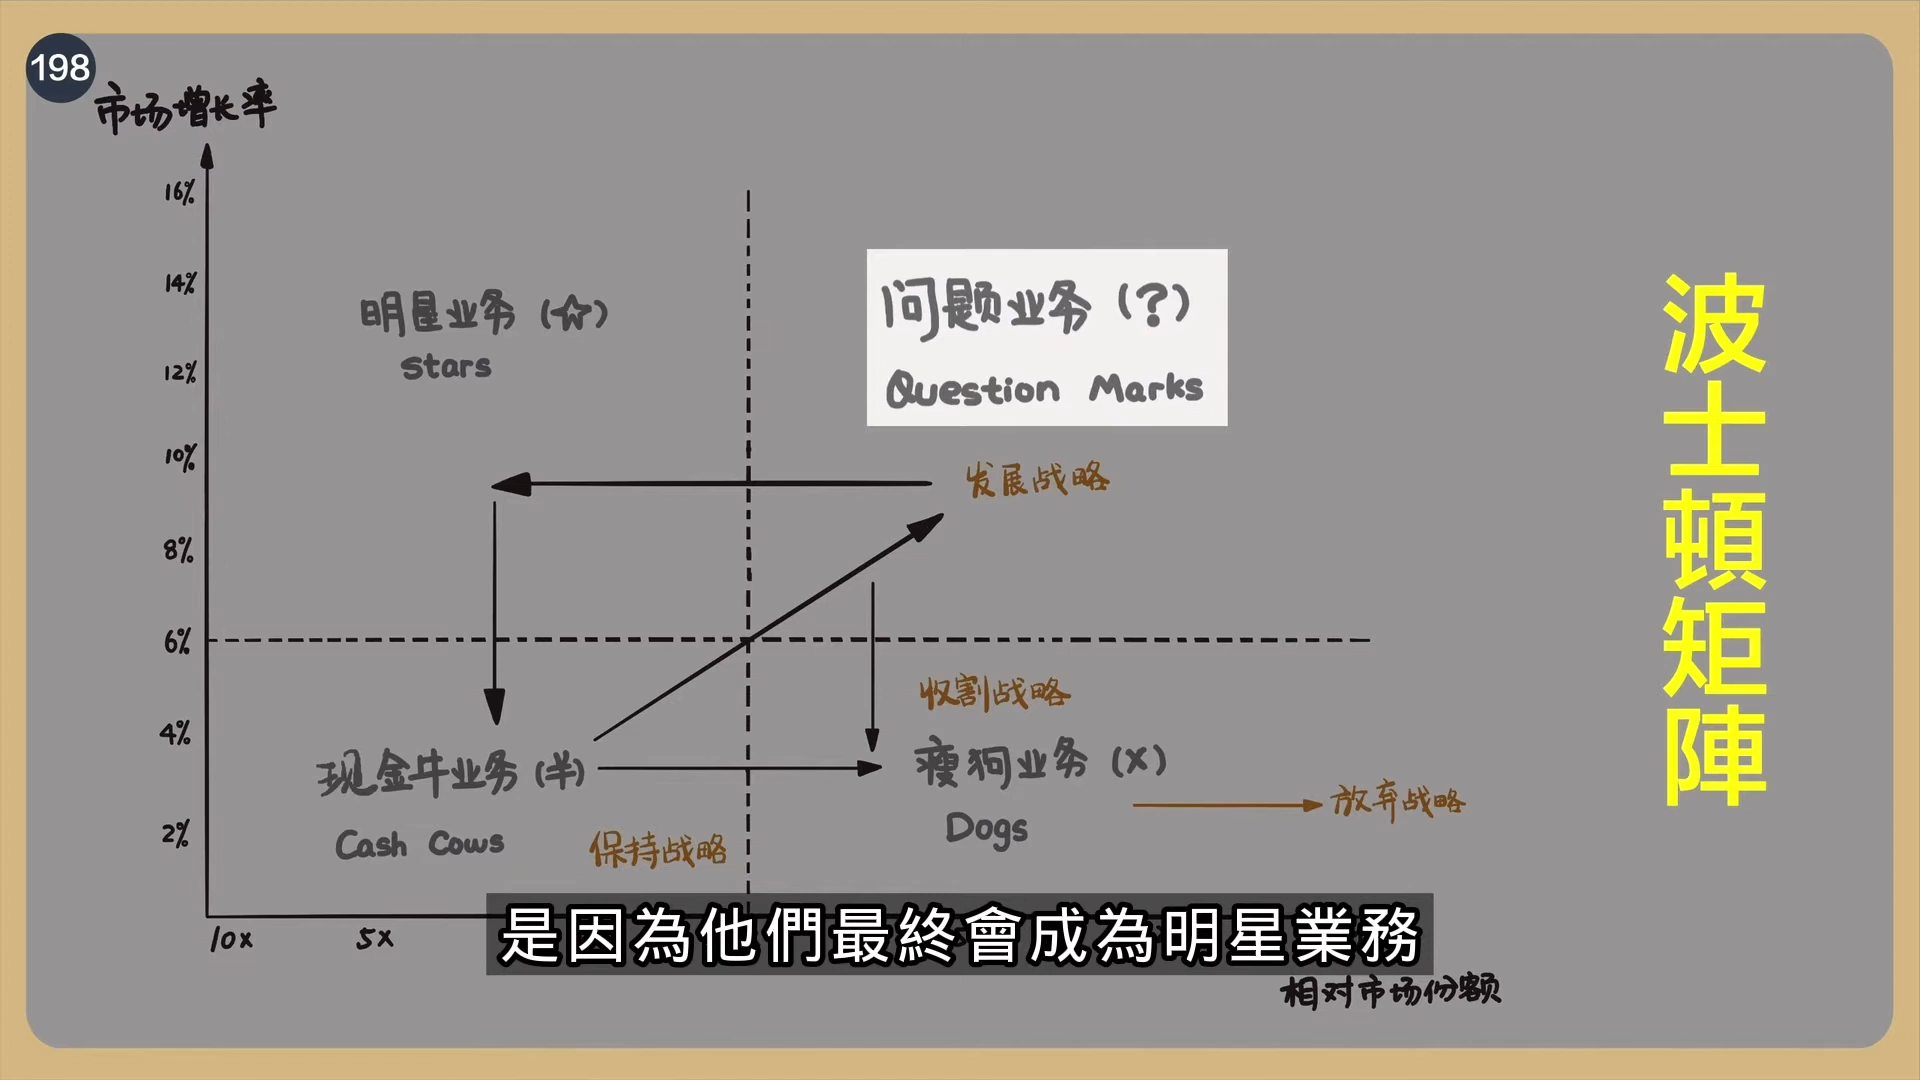 198
市场增长率
16%
14%
12%
10%
8%
6%
4%
2%
明星业务 (☆)
stars
问题业务 (?)
Question Marks
发展战略
收割战略
现金牛业务 (半)
Cash Cows
保持战略
瘦狗业务 (X)
Dogs
放弃战略
10x
5x
相对市场份额
波士頓矩陣
是因為他們最終會成為明星業務